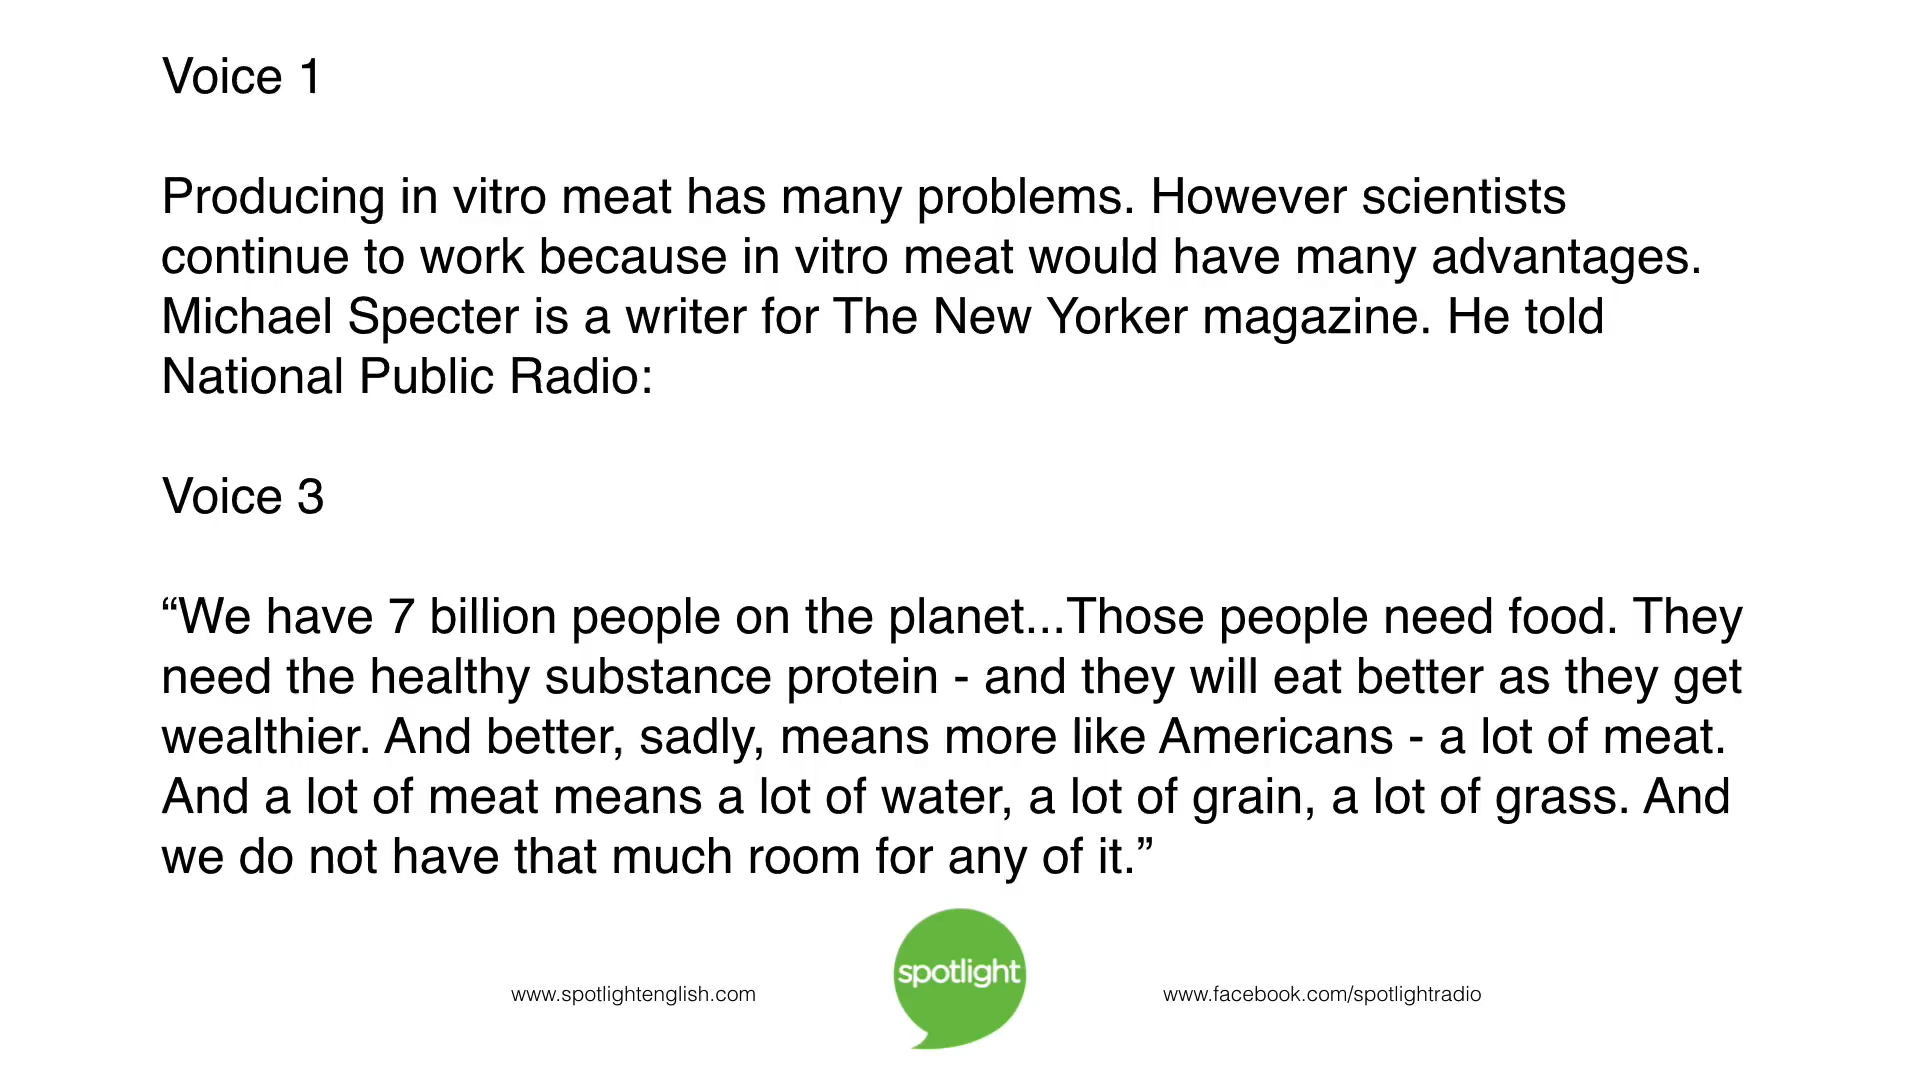 Voice 1
Producing in vitro meat has many problems. However scientists
continue to work because in vitro meat would have many advantages.
Michael Specter is a writer for The New Yorker magazine. He told
National Public Radio:
Voice 3
“We have 7 billion people on the planet...Those people need food. They
need the healthy substance protein - and they will eat better as they get
wealthier. And better, sadly, means more like Americans - a lot of meat.
And a lot of meat means a lot of water, a lot of grain, a lot of grass. And
we do not have that much room for any of it.”
spotlight
www.spotlightenglish.com
www.facebook.com/spotlightradio